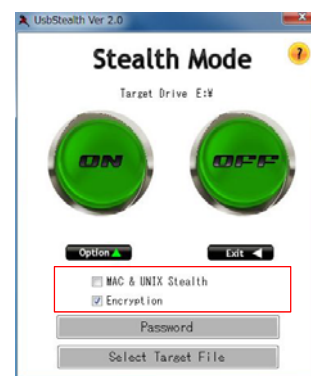 UsbStealth Ver 2.0
Stealth Mode
?
Target Drive E:¥
ON OFF
Option Exit
MAC & UNIX Stealth
Encryption
Password
Select Target File